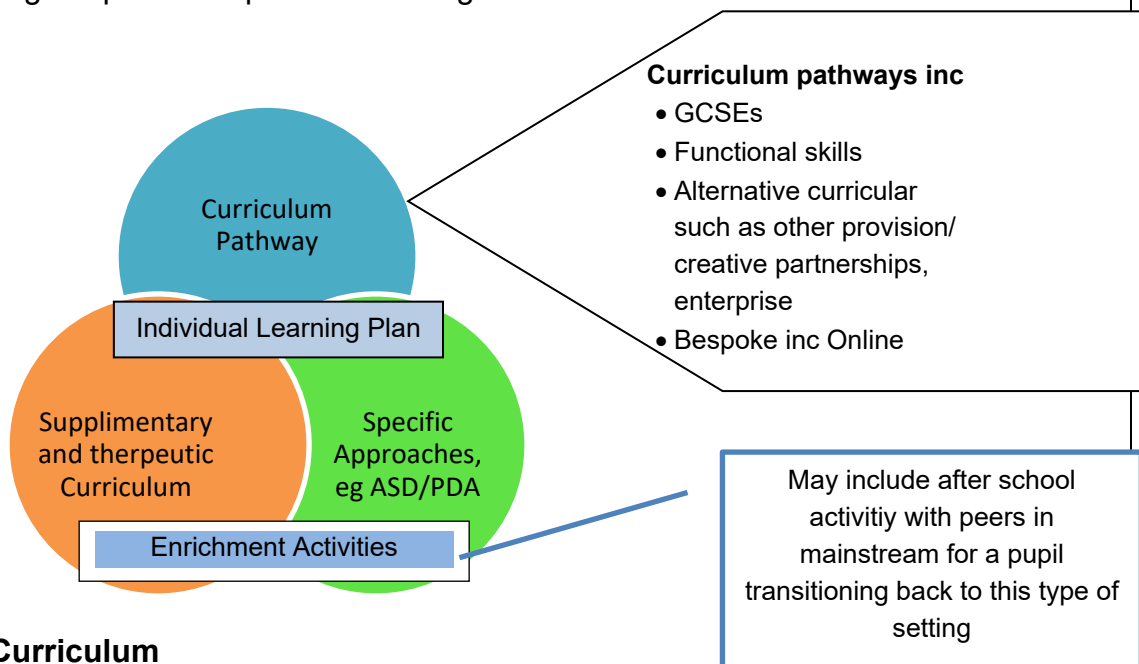 Curriculum pathways inc
• GCSEs
• Functional skills
• Alternative curricular
such as other provision/
creative partnerships,
enterprise
• Bespoke inc Online
Curriculum
Pathway
Individual Learning Plan
Supplimentary
and therpeutic
Curriculum
Specific
Approaches,
eg ASD/PDA
Enrichment Activities
May include after school
activitiy with peers in
mainstream for a pupil
transitioning back to this type of
setting
Curriculum